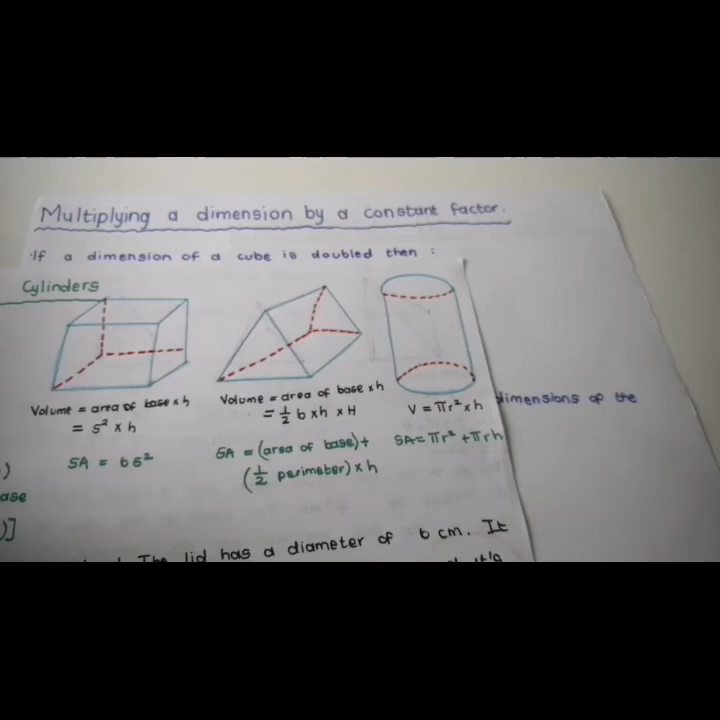 Multiplying a dimension by a constant factor.
·If a dimension of a cube is doubled then :
Cylinders
Volume = area of base x h
= s² x h
SA = 6s²
Volume = area of base x h
= 1/2 b x h x H
SA = (area of base) +
(1/2 perimeter) x h
V = πr² x h
SA = πr² + πrh
dimensions of the
)
ase
)]
lid has a diameter of 6 cm. It